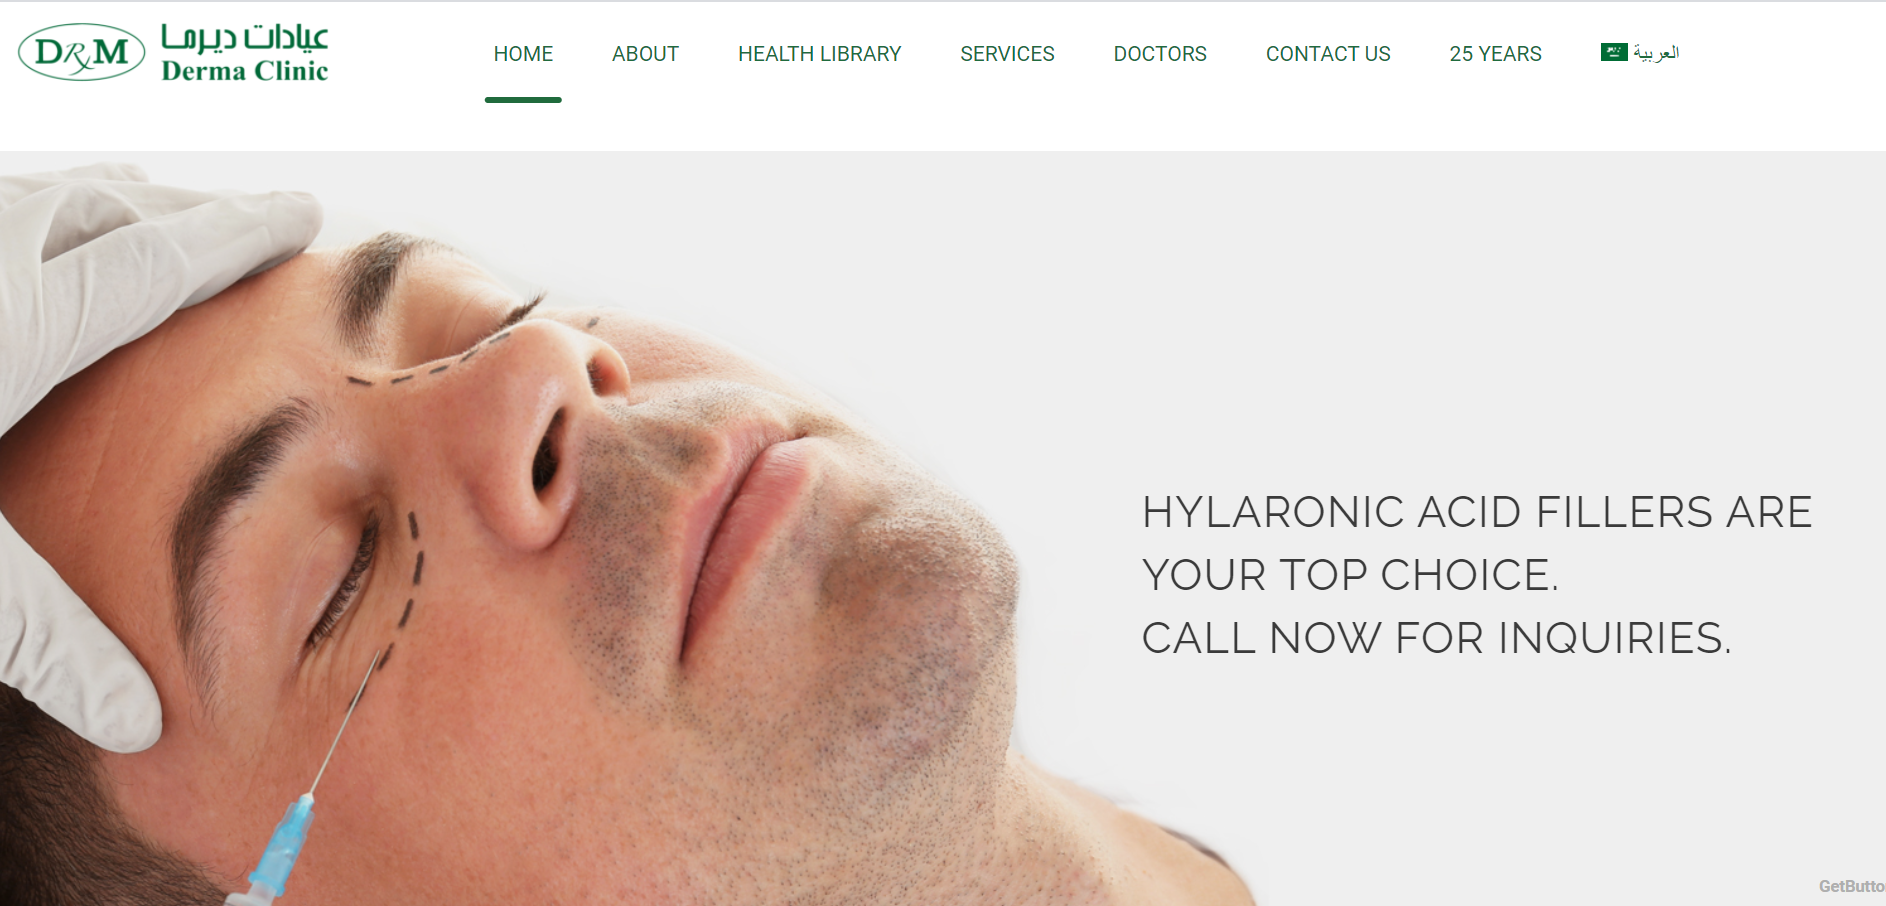 DRM
عيادات ديرما
Derma Clinic
HOME
ABOUT
HEALTH LIBRARY
SERVICES
DOCTORS
CONTACT US
25 YEARS
العربية
HYLARONIC ACID FILLERS ARE
YOUR TOP CHOICE.
CALL NOW FOR INQUIRIES.
GetButto